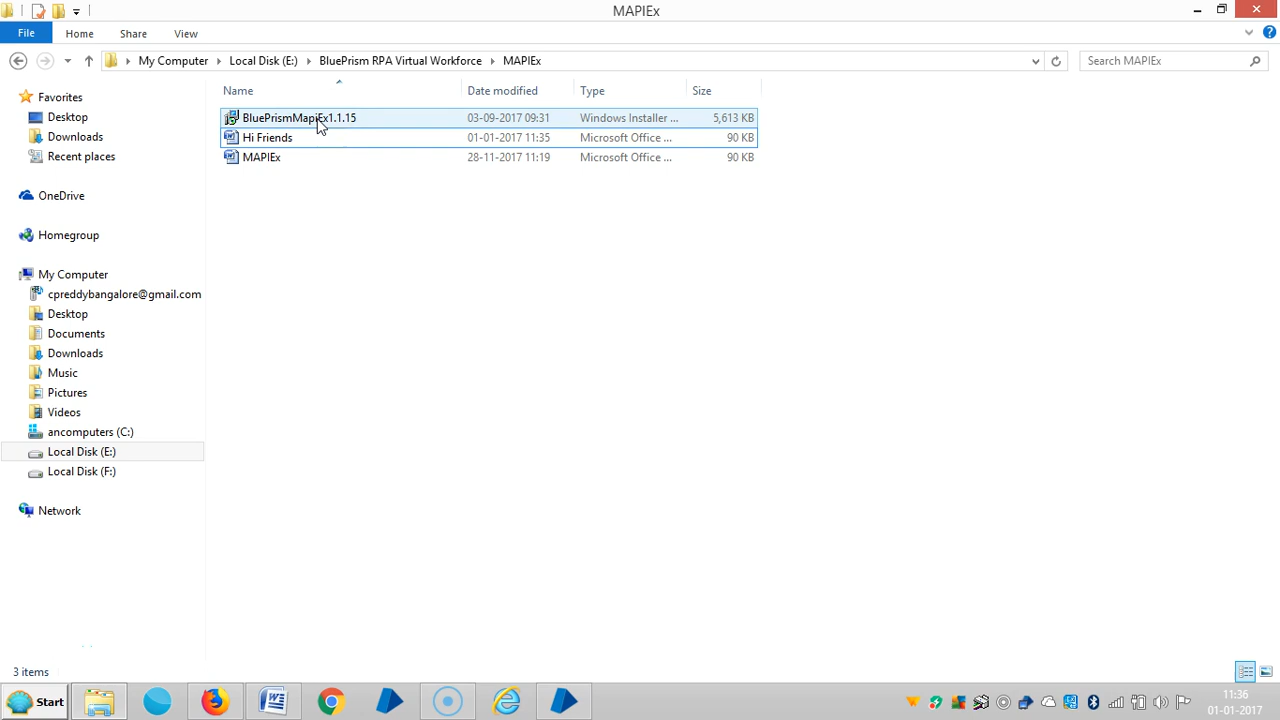 MAPIEx
File Home Share View
My Computer Local Disk (E:) BluePrism RPA Virtual Workforce MAPIEx Search MAPIEx
Name Date modified Type Size
BluePrismMapiEx1.1.15 03-09-2017 09:31 Windows Installer ... 5,613 KB
Hi Friends 01-01-2017 11:35 Microsoft Office ... 90 KB
MAPIEx 28-11-2017 11:19 Microsoft Office ... 90 KB
Favorites
Desktop
Downloads
Recent places
OneDrive
Homegroup
My Computer
cpreddybangalore@gmail.com
Desktop
Documents
Downloads
Music
Pictures
Videos
ancomputers (C:)
Local Disk (E:)
Local Disk (F:)
Network
3 items
Start
11:36
01-01-2017